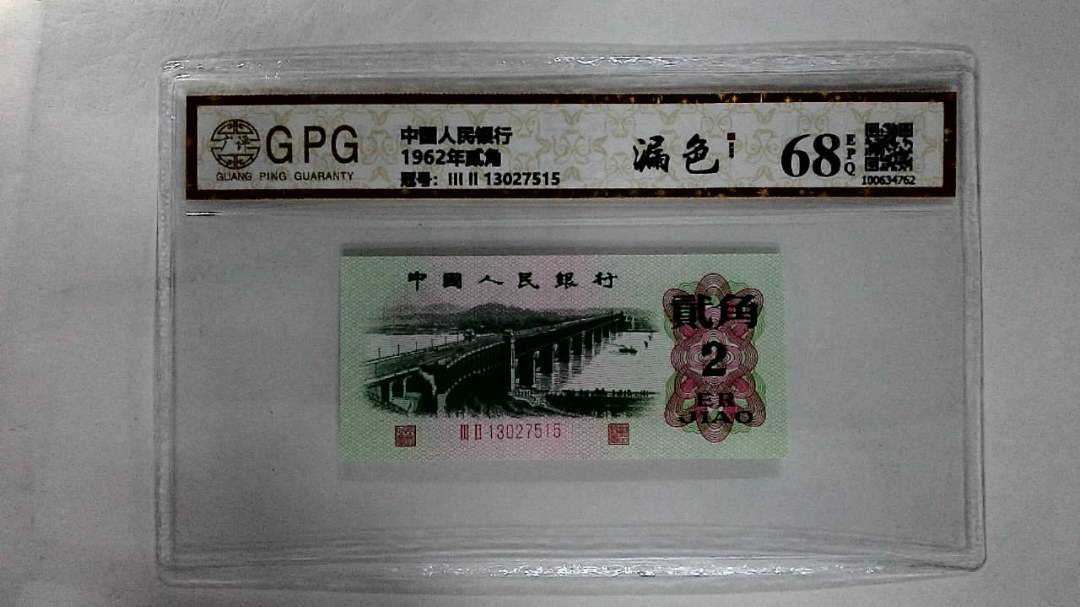 GPG
GUANG PING GUARANTY
中國人民銀行
1962年貳角
冠号: III II 13027515
漏色
68
EPQ
100634762
中國人民銀行
貳角
2
ER
JIAO
III II 13027515